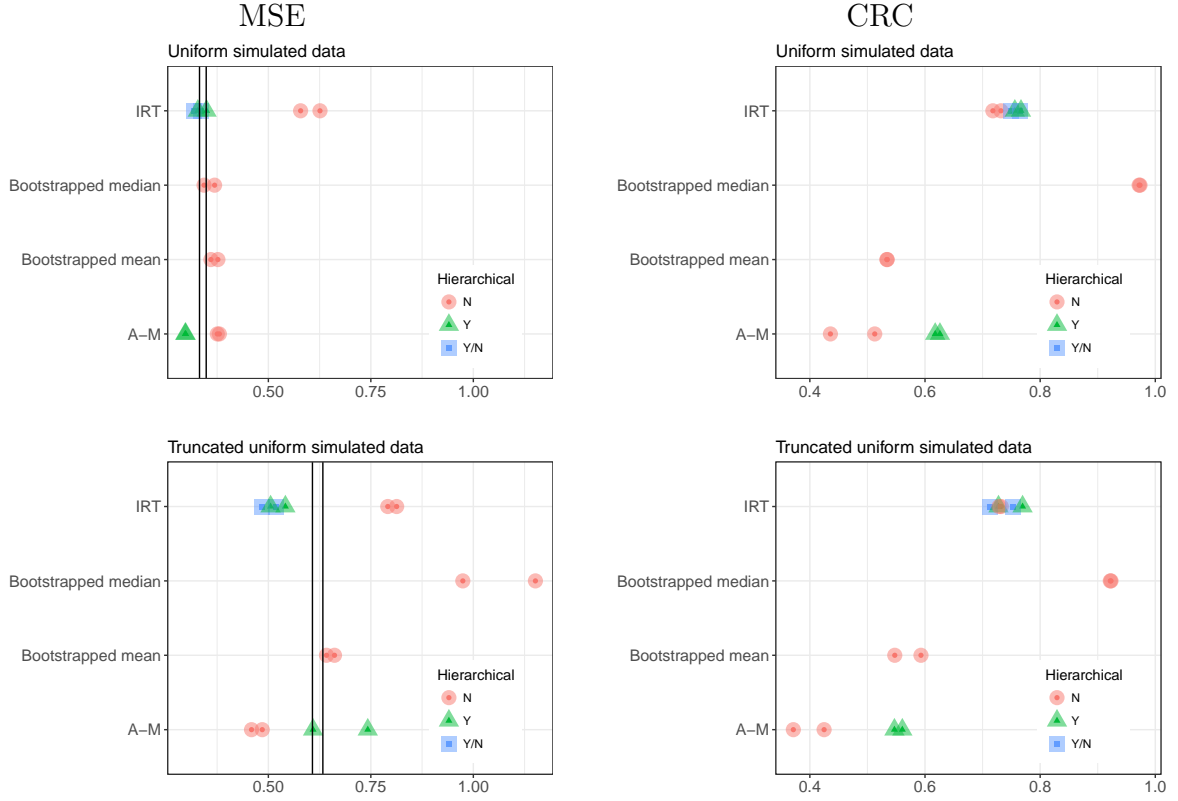 MSE
CRC
Uniform simulated data
IRT
Bootstrapped median
Bootstrapped mean
A−M
Hierarchical
N
Y
Y/N
0.50 0.75 1.00
Uniform simulated data
IRT
Bootstrapped median
Bootstrapped mean
A−M
Hierarchical
N
Y
Y/N
0.4 0.6 0.8 1.0
Truncated uniform simulated data
IRT
Bootstrapped median
Bootstrapped mean
A−M
Hierarchical
N
Y
Y/N
0.50 0.75 1.00
Truncated uniform simulated data
IRT
Bootstrapped median
Bootstrapped mean
A−M
Hierarchical
N
Y
Y/N
0.4 0.6 0.8 1.0